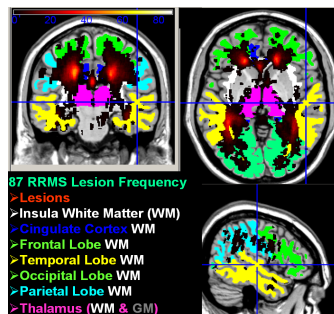 0 20 40 60 80
87 RRMS Lesion Frequency
➢Lesions
➢Insula White Matter (WM)
➢Cingulate Cortex WM
➢Frontal Lobe WM
➢Temporal Lobe WM
➢Occipital Lobe WM
➢Parietal Lobe WM
➢Thalamus (WM & GM)